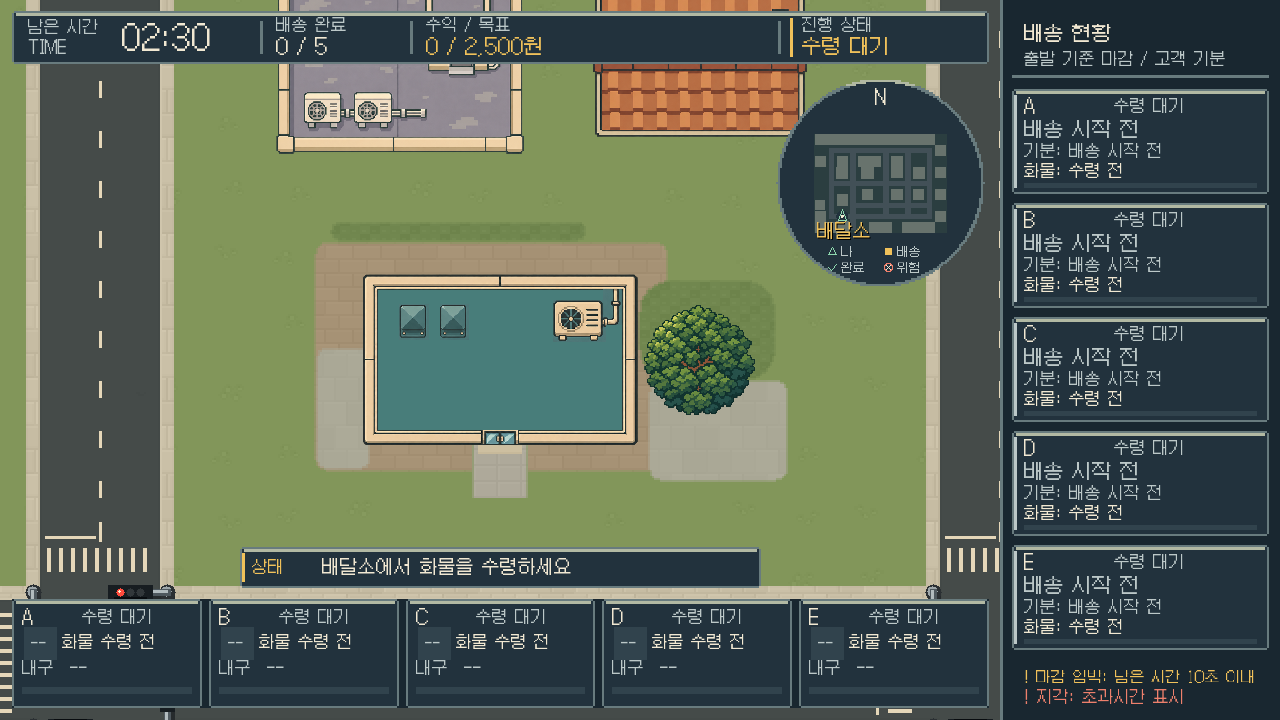 남은 시간
TIME
02:30
배송 완료
0 / 5
수익 / 목표
0 / 2,500원
진행 상태
수령 대기
N
배달소
나
배송
완료
위험
배송 현황
출발 기준 마감 / 고객 기분
A 수령 대기
배송 시작 전
기분: 배송 시작 전
화물: 수령 전
B 수령 대기
배송 시작 전
기분: 배송 시작 전
화물: 수령 전
C 수령 대기
배송 시작 전
기분: 배송 시작 전
화물: 수령 전
D 수령 대기
배송 시작 전
기분: 배송 시작 전
화물: 수령 전
E 수령 대기
배송 시작 전
기분: 배송 시작 전
화물: 수령 전
! 마감 임박: 남은 시간 10초 이내
! 지각: 초과시간 표시
상태 배달소에서 화물을 수령하세요
A 수령 대기
-- 화물 수령 전
내구 --
B 수령 대기
-- 화물 수령 전
내구 --
C 수령 대기
-- 화물 수령 전
내구 --
D 수령 대기
-- 화물 수령 전
내구 --
E 수령 대기
-- 화물 수령 전
내구 --